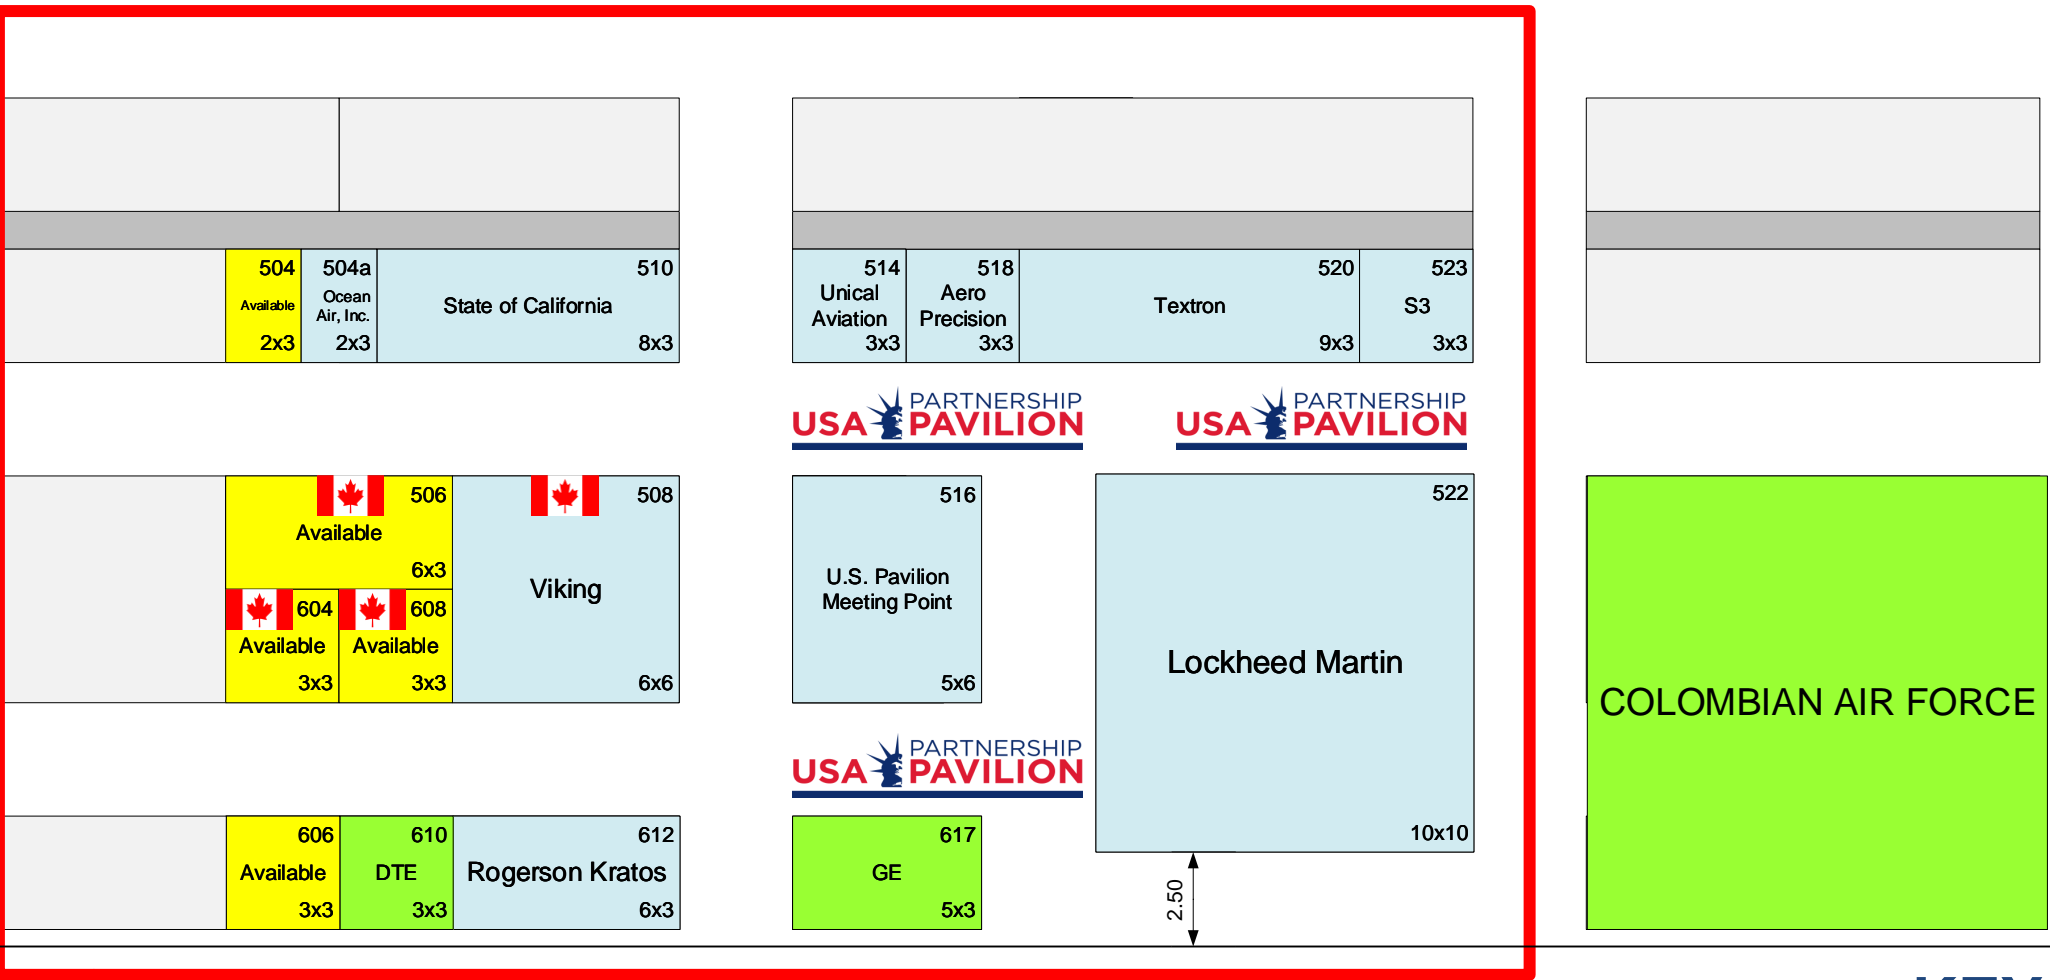 504
Available
2x3
504a
Ocean
Air, Inc.
2x3
510
State of California
8x3
514
Unical
Aviation
3x3
518
Aero
Precision
3x3
520
Textron
9x3
523
S3
3x3
USA PARTNERSHIP
PAVILION
USA PARTNERSHIP
PAVILION
506
Available
6x3
604
Available
3x3
608
Available
3x3
508
Viking
6x6
516
U.S. Pavilion
Meeting Point
5x6
522
Lockheed Martin
10x10
COLOMBIAN AIR FORCE
USA PARTNERSHIP
PAVILION
606
Available
3x3
610
DTE
3x3
612
Rogerson Kratos
6x3
617
GE
5x3
2.50